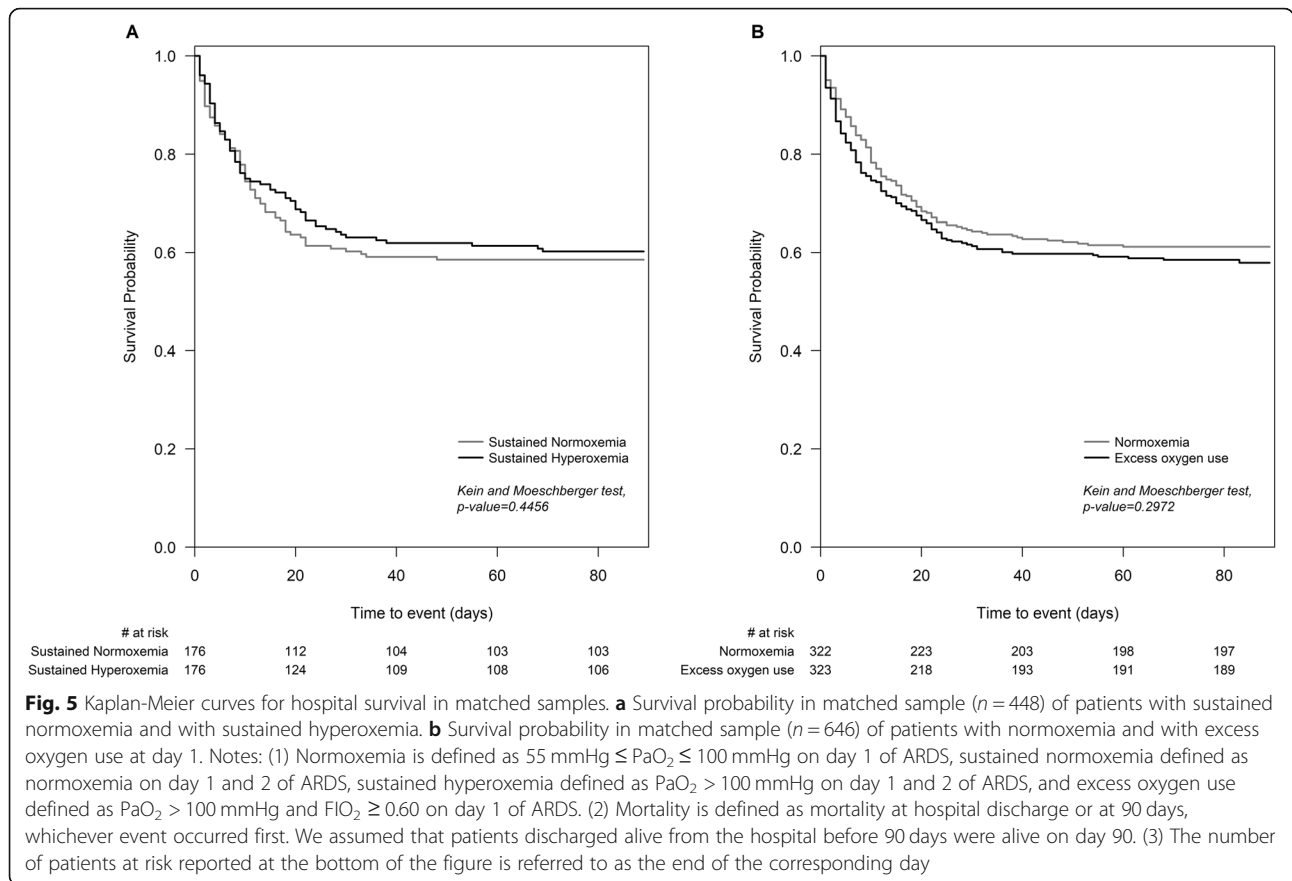 A
1.0
0.8
0.6
0.4
0.2
0.0
Survival Probability
Sustained Normoxemia
Sustained Hyperoxemia
Kein and Moeschberger test,
p-value=0.4456
0 20 40 60 80
Time to event (days)
# at risk
Sustained Normoxemia 176 112 104 103 103
Sustained Hyperoxemia 176 124 109 108 106
B
1.0
0.8
0.6
0.4
0.2
0.0
Survival Probability
Normoxemia
Excess oxygen use
Kein and Moeschberger test,
p-value=0.2972
0 20 40 60 80
Time to event (days)
# at risk
Normoxemia 322 223 203 198 197
Excess oxygen use 323 218 193 191 189
Fig. 5 Kaplan-Meier curves for hospital survival in matched samples. a Survival probability in matched sample (n = 448) of patients with sustained
normoxemia and with sustained hyperoxemia. b Survival probability in matched sample (n = 646) of patients with normoxemia and with excess
oxygen use at day 1. Notes: (1) Normoxemia is defined as 55 mmHg ≤ PaO₂ ≤ 100 mmHg on day 1 of ARDS, sustained normoxemia defined as
normoxemia on day 1 and 2 of ARDS, sustained hyperoxemia defined as PaO₂ > 100 mmHg on day 1 and 2 of ARDS, and excess oxygen use
defined as PaO₂ > 100 mmHg and FIO₂ ≥ 0.60 on day 1 of ARDS. (2) Mortality is defined as mortality at hospital discharge or at 90 days,
whichever event occurred first. We assumed that patients discharged alive from the hospital before 90 days were alive on day 90. (3) The number
of patients at risk reported at the bottom of the figure is referred to as the end of the corresponding day